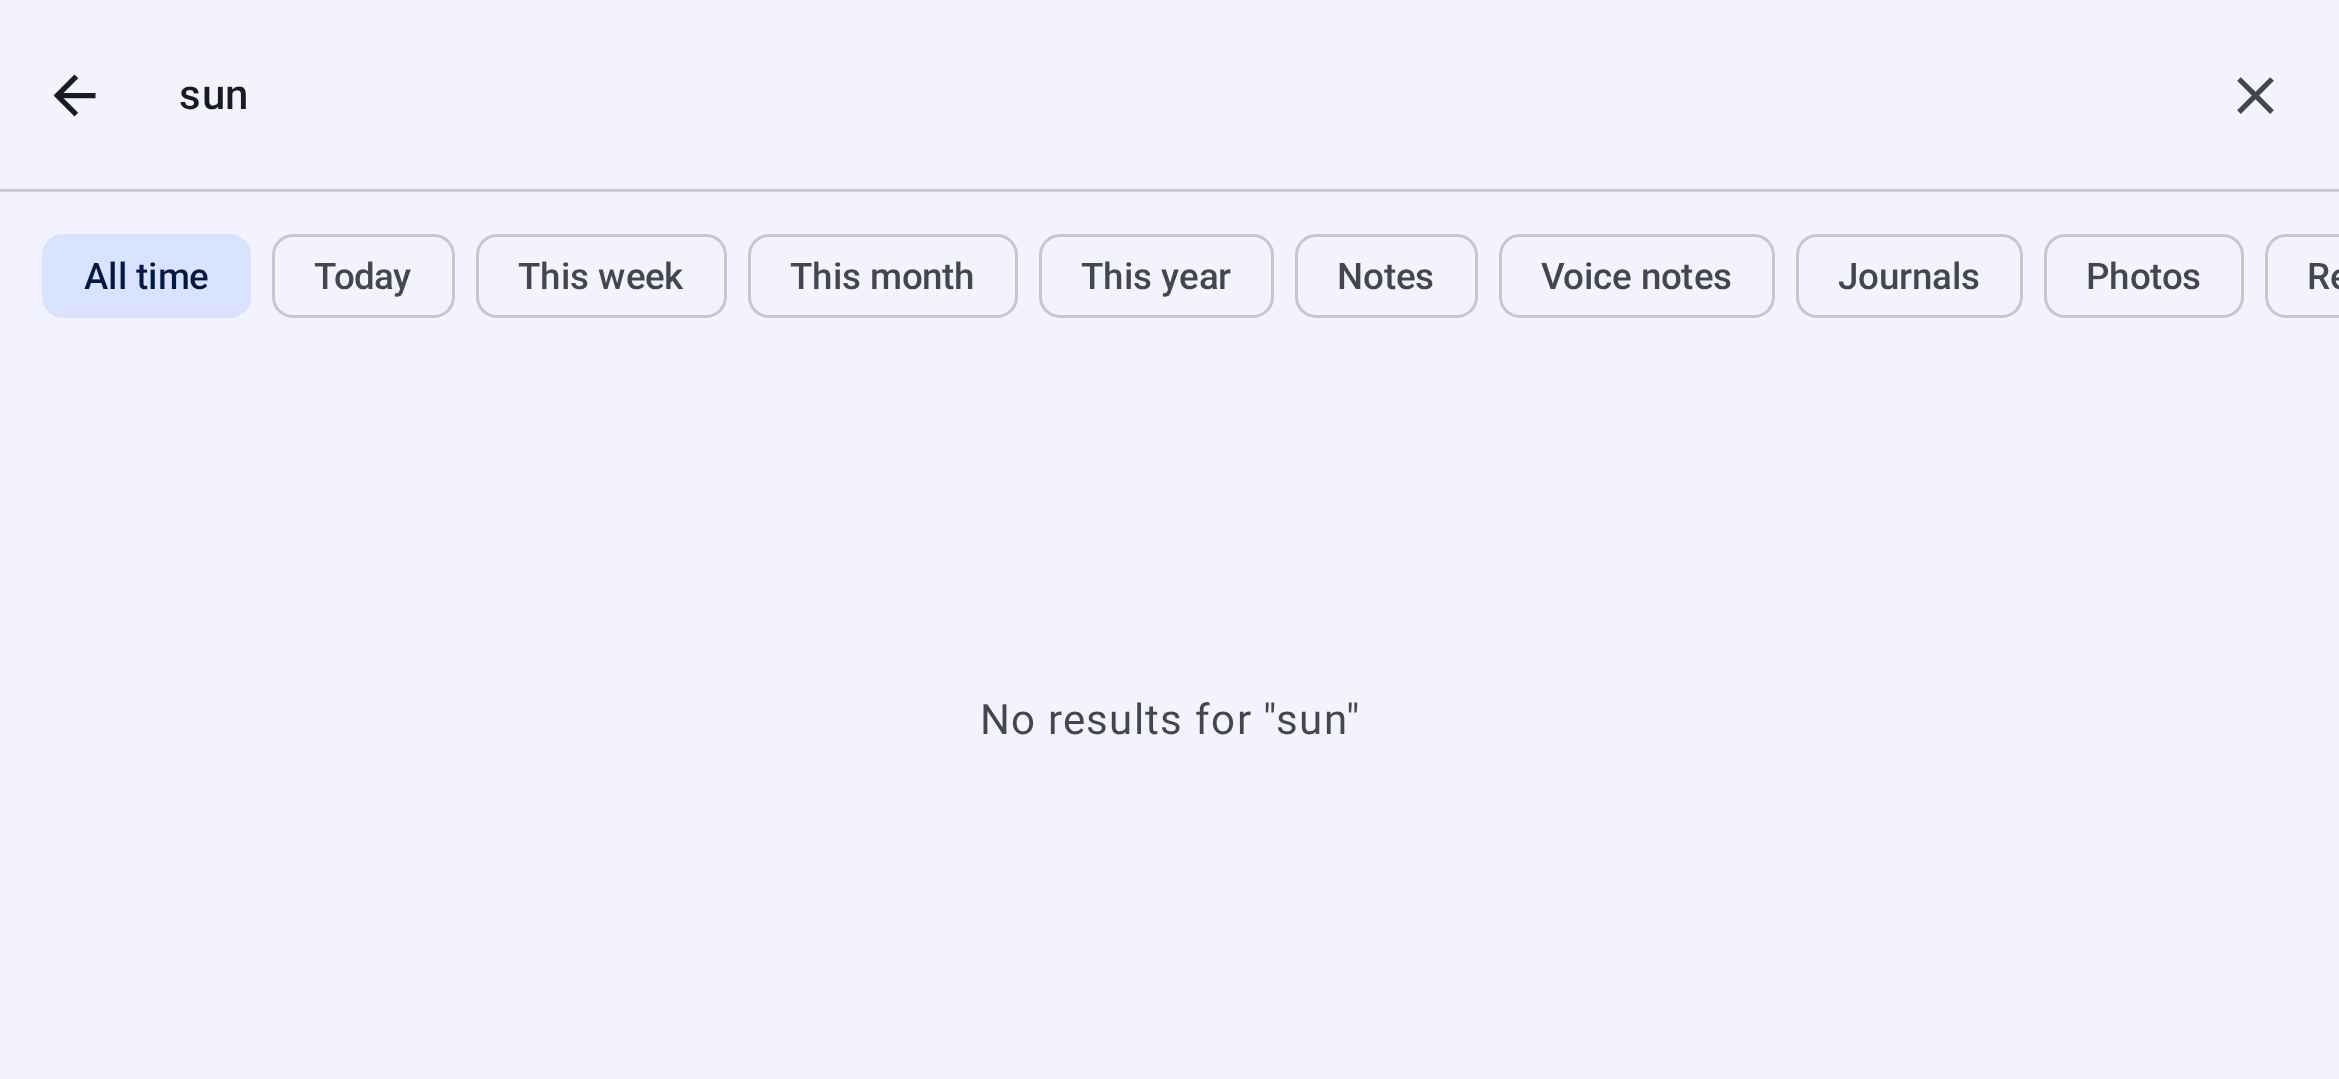 sun
All time Today This week This month This year Notes Voice notes Journals Photos Re
No results for "sun"